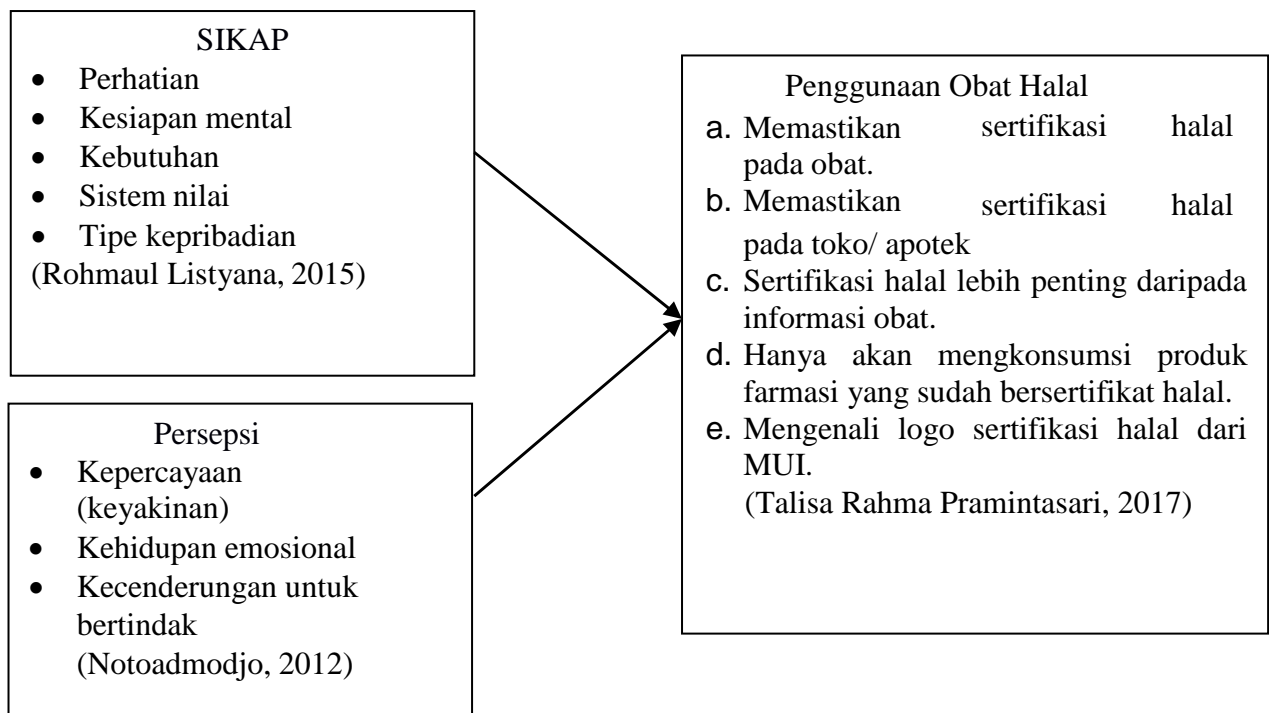 SIKAP
• Perhatian
• Kesiapan mental
• Kebutuhan
• Sistem nilai
• Tipe kepribadian
(Rohmaul Listyana, 2015)
Persepsi
• Kepercayaan
(keyakinan)
• Kehidupan emosional
• Kecenderungan untuk
bertindak
(Notoadmodjo, 2012)
Penggunaan Obat Halal
a. Memastikan sertifikasi halal
pada obat.
b. Memastikan sertifikasi halal
pada toko/ apotek
c. Sertifikasi halal lebih penting daripada
informasi obat.
d. Hanya akan mengkonsumsi produk
farmasi yang sudah bersertifikat halal.
e. Mengenali logo sertifikasi halal dari
MUI.
(Talisa Rahma Pramintasari, 2017)